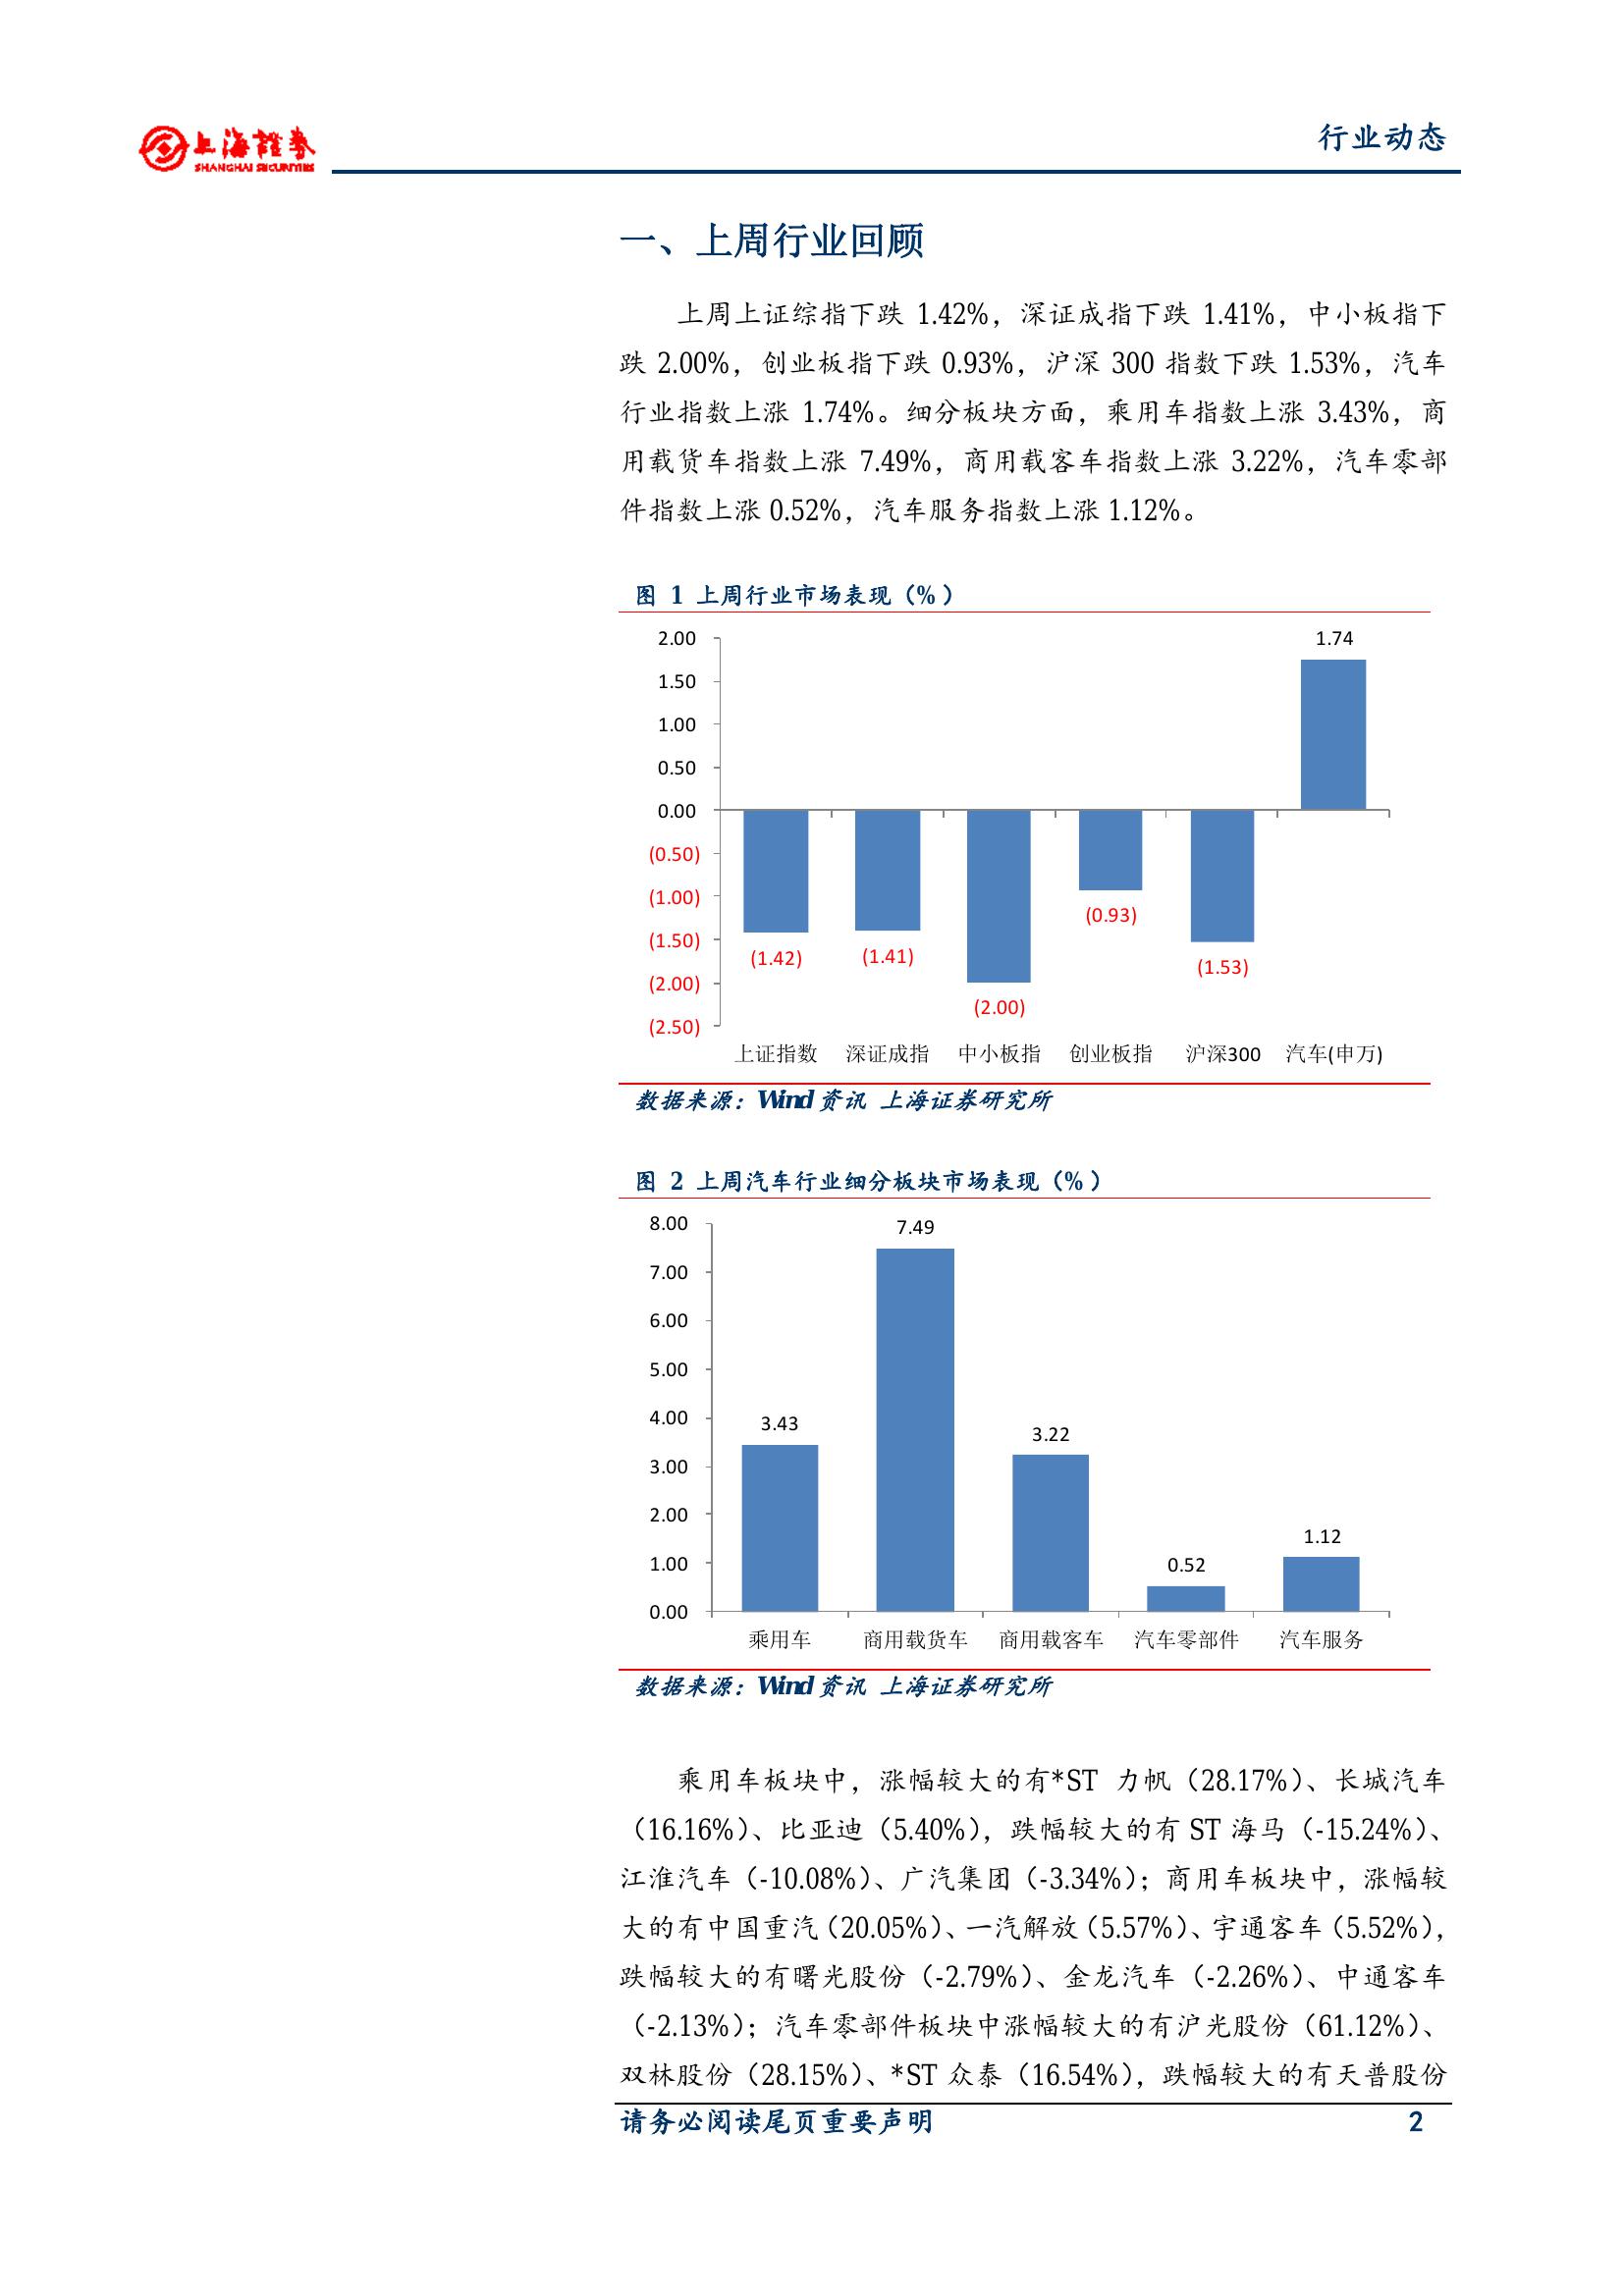 上海證券
SHANGHAI SECURITIES
行业动态
一、上周行业回顾
上周上证综指下跌 1.42%，深证成指下跌 1.41%，中小板指下
跌 2.00%，创业板指下跌 0.93%，沪深 300 指数下跌 1.53%，汽车
行业指数上涨 1.74%。细分板块方面，乘用车指数上涨 3.43%，商
用载货车指数上涨 7.49%，商用载客车指数上涨 3.22%，汽车零部
件指数上涨 0.52%，汽车服务指数上涨 1.12%。
图 1 上周行业市场表现（%）
2.00
1.50
1.00
0.50
0.00
(0.50)
(1.00)
(1.50)
(2.00)
(2.50)
(1.42)
(1.41)
(2.00)
(0.93)
(1.53)
1.74
上证指数 深证成指 中小板指 创业板指 沪深300 汽车(申万)
数据来源：Wind 资讯 上海证券研究所
图 2 上周汽车行业细分板块市场表现（%）
8.00
7.00
6.00
5.00
4.00
3.00
2.00
1.00
0.00
3.43
7.49
3.22
0.52
1.12
乘用车 商用载货车 商用载客车 汽车零部件 汽车服务
数据来源：Wind 资讯 上海证券研究所
乘用车板块中，涨幅较大的有*ST 力帆（28.17%）、长城汽车
（16.16%）、比亚迪（5.40%），跌幅较大的有 ST 海马（-15.24%）、
江淮汽车（-10.08%）、广汽集团（-3.34%）；商用车板块中，涨幅较
大的有中国重汽（20.05%）、一汽解放（5.57%）、宇通客车（5.52%），
跌幅较大的有曙光股份（-2.79%）、金龙汽车（-2.26%）、中通客车
（-2.13%）；汽车零部件板块中涨幅较大的有沪光股份（61.12%）、
双林股份（28.15%）、*ST 众泰（16.54%），跌幅较大的有天普股份
请务必阅读尾页重要声明 2